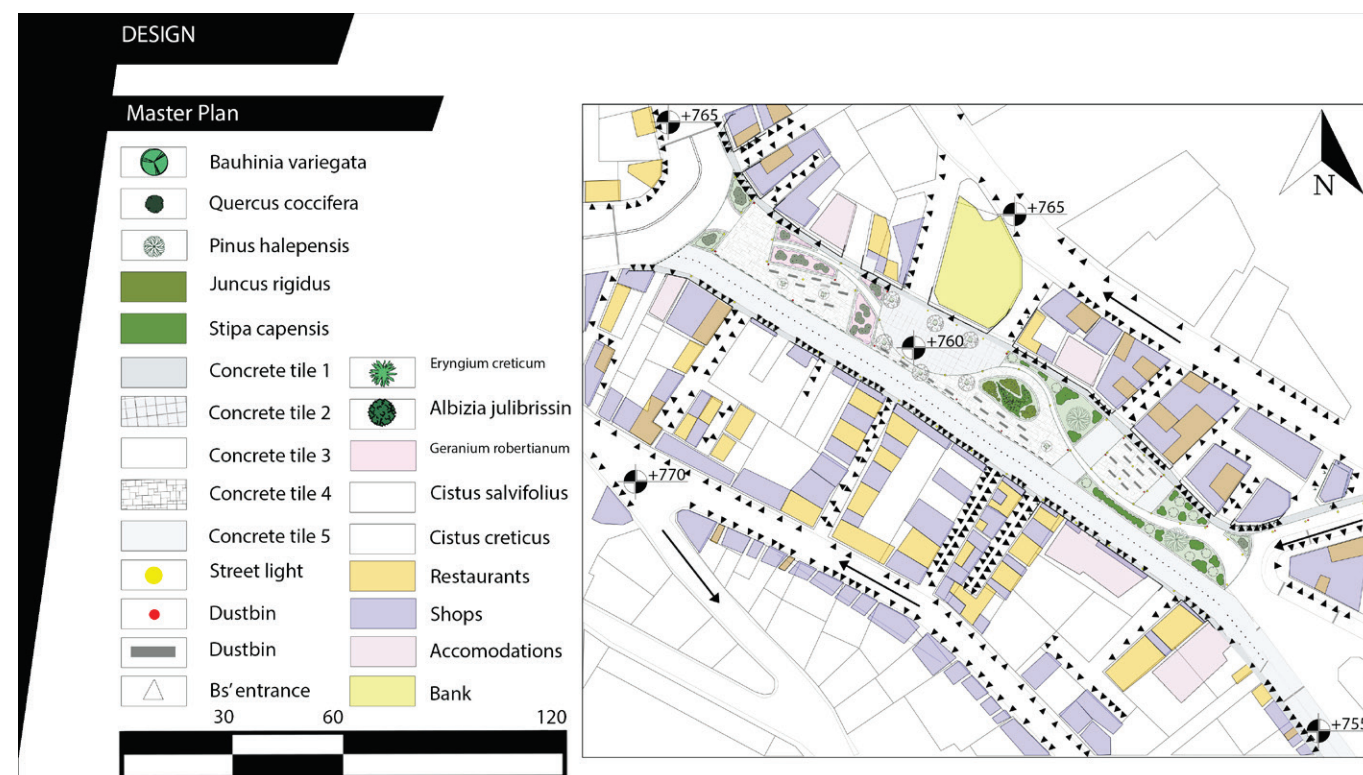 DESIGN
Master Plan
Bauhinia variegata
Quercus coccifera
Pinus halepensis
Juncus rigidus
Stipa capensis
Concrete tile 1
Concrete tile 2
Concrete tile 3
Concrete tile 4
Concrete tile 5
Street light
Dustbin
Dustbin
Bs' entrance
Eryngium creticum
Albizia julibrissin
Geranium robertianum
Cistus salvifolius
Cistus creticus
Restaurants
Shops
Accomodations
Bank
30 60 120
+765
+765
N
+760
+770
+755